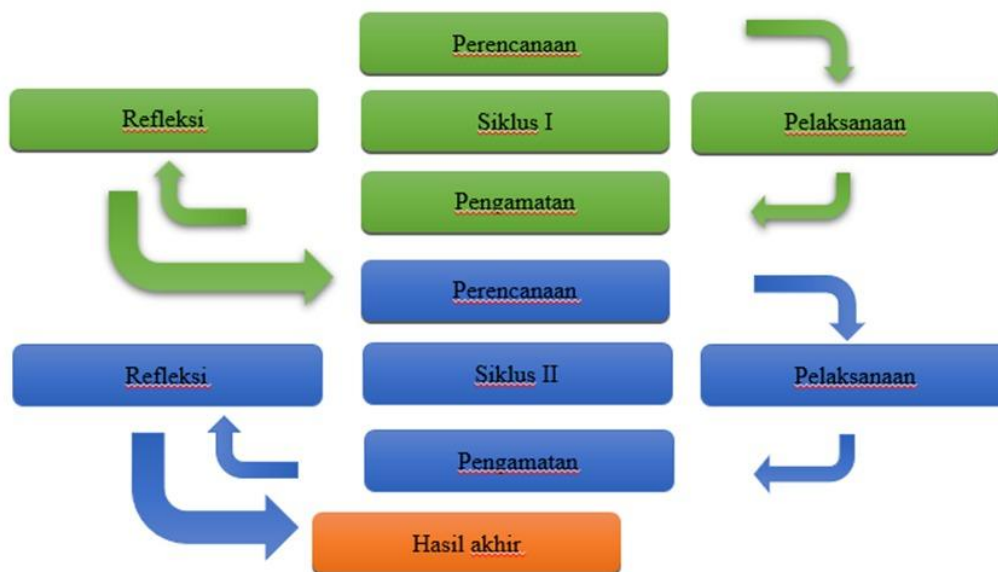 Perencanaan
Refleksi
Siklus I
Pelaksanaan
Pengamatan
Perencanaan
Refleksi
Siklus II
Pelaksanaan
Pengamatan
Hasil akhir